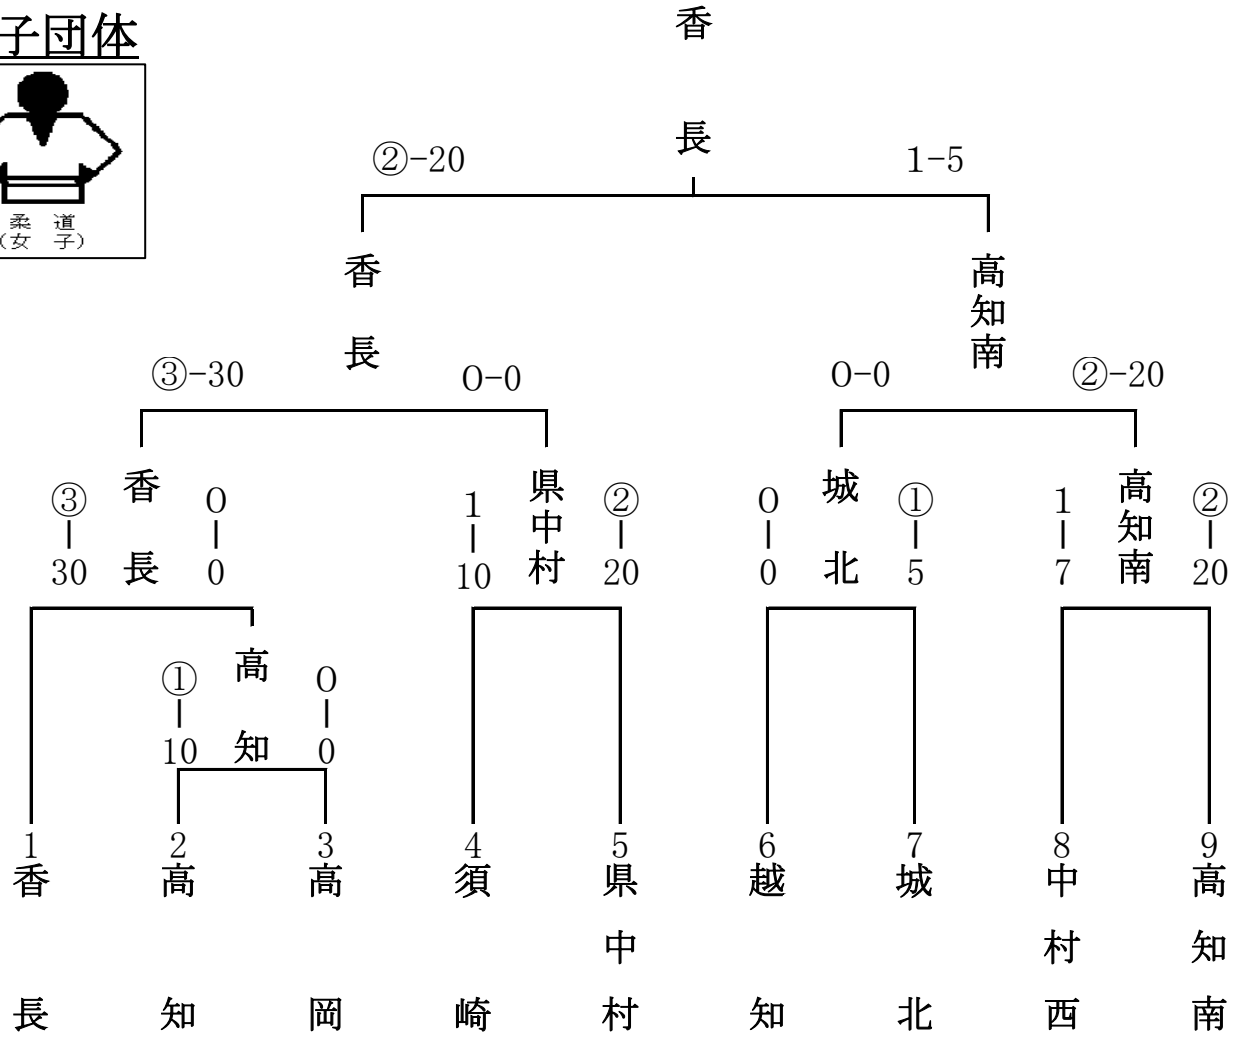 子団体
柔道
(女子)
香長
②-20
1-5
香長
高知南
③-30
0-0
0-0
②-20
③-30
香長
0-0
1-10
県中村
②-20
0-0
城北
①-5
1-7
高知南
②-20
①-10
高知
0-0
1
2
3
4
5
6
7
8
9
香長
高知
高岡
須崎
県中村
越知
城北
中村西
高知南